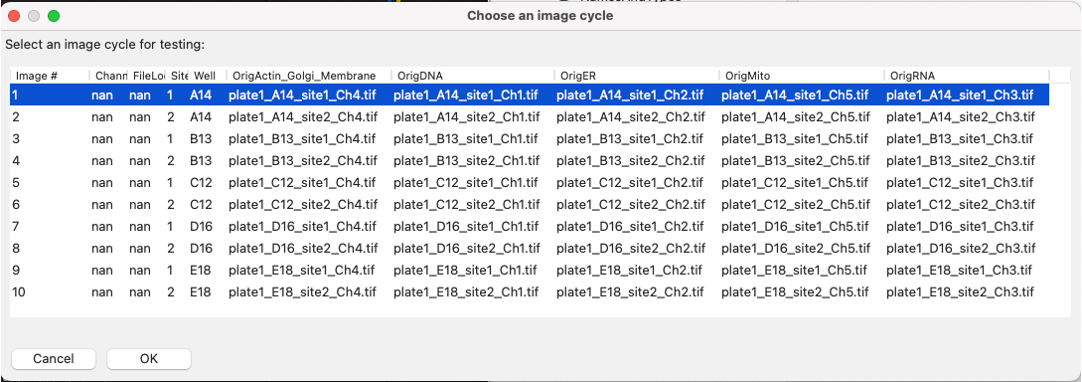 Choose an image cycle
Select an image cycle for testing:
Image # Chann FileLo Site Well OrigActin_Golgi_Membrane OrigDNA OrigER OrigMito OrigRNA
1 nan nan 1 A14 plate1_A14_site1_Ch4.tif plate1_A14_site1_Ch1.tif plate1_A14_site1_Ch2.tif plate1_A14_site1_Ch5.tif plate1_A14_site1_Ch3.tif
2 nan nan 2 A14 plate1_A14_site2_Ch4.tif plate1_A14_site2_Ch1.tif plate1_A14_site2_Ch2.tif plate1_A14_site2_Ch5.tif plate1_A14_site2_Ch3.tif
3 nan nan 1 B13 plate1_B13_site1_Ch4.tif plate1_B13_site1_Ch1.tif plate1_B13_site1_Ch2.tif plate1_B13_site1_Ch5.tif plate1_B13_site1_Ch3.tif
4 nan nan 2 B13 plate1_B13_site2_Ch4.tif plate1_B13_site2_Ch1.tif plate1_B13_site2_Ch2.tif plate1_B13_site2_Ch5.tif plate1_B13_site2_Ch3.tif
5 nan nan 1 C12 plate1_C12_site1_Ch4.tif plate1_C12_site1_Ch1.tif plate1_C12_site1_Ch2.tif plate1_C12_site1_Ch5.tif plate1_C12_site1_Ch3.tif
6 nan nan 2 C12 plate1_C12_site2_Ch4.tif plate1_C12_site2_Ch1.tif plate1_C12_site2_Ch2.tif plate1_C12_site2_Ch5.tif plate1_C12_site2_Ch3.tif
7 nan nan 1 D16 plate1_D16_site1_Ch4.tif plate1_D16_site1_Ch1.tif plate1_D16_site1_Ch2.tif plate1_D16_site1_Ch5.tif plate1_D16_site1_Ch3.tif
8 nan nan 2 D16 plate1_D16_site2_Ch4.tif plate1_D16_site2_Ch1.tif plate1_D16_site2_Ch2.tif plate1_D16_site2_Ch5.tif plate1_D16_site2_Ch3.tif
9 nan nan 1 E18 plate1_E18_site1_Ch4.tif plate1_E18_site1_Ch1.tif plate1_E18_site1_Ch2.tif plate1_E18_site1_Ch5.tif plate1_E18_site1_Ch3.tif
10 nan nan 2 E18 plate1_E18_site2_Ch4.tif plate1_E18_site2_Ch1.tif plate1_E18_site2_Ch2.tif plate1_E18_site2_Ch5.tif plate1_E18_site2_Ch3.tif
Cancel OK